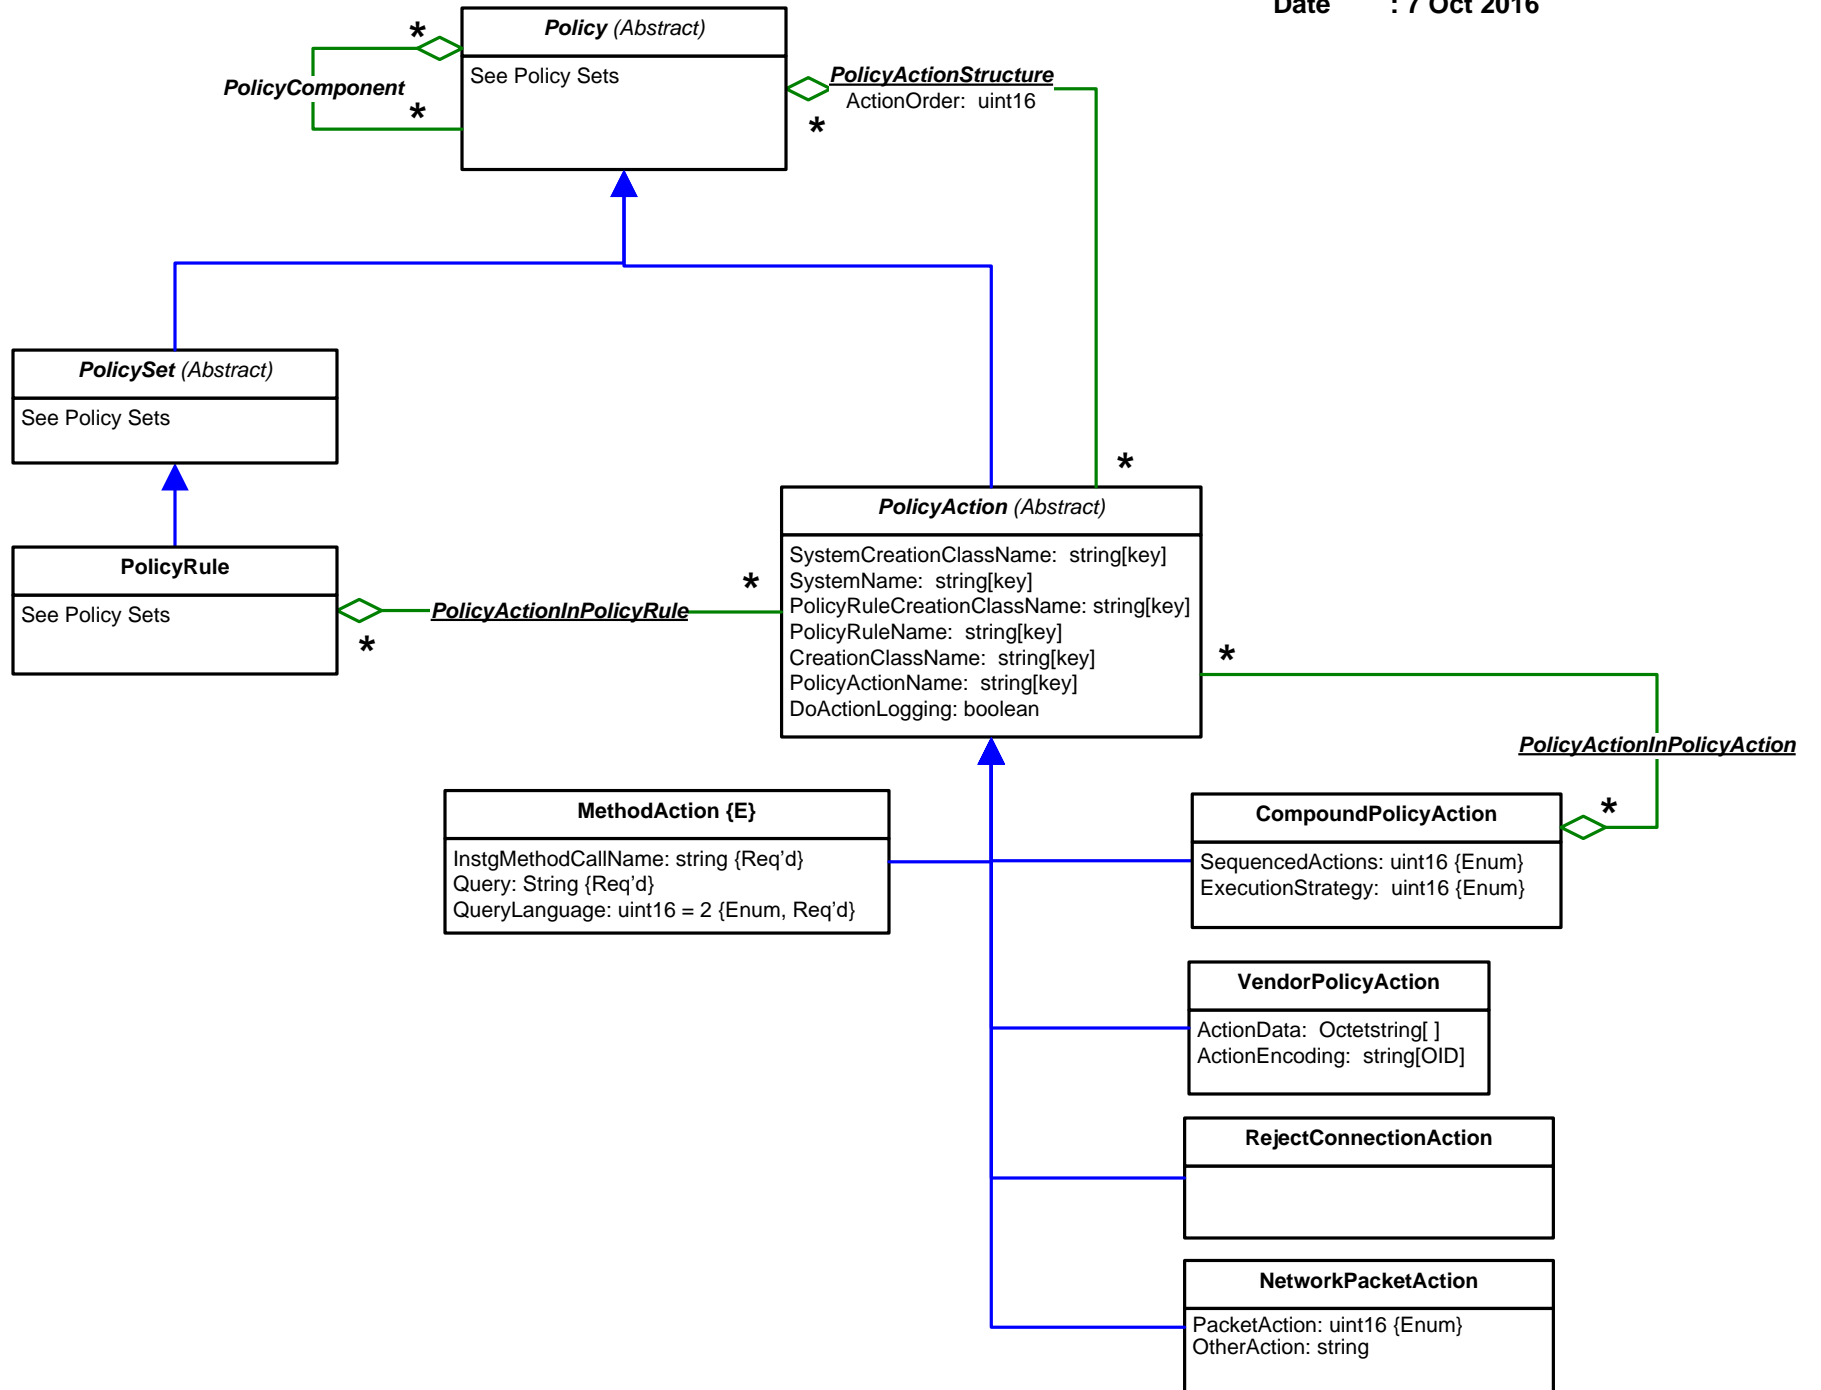 Date : 7 Oct 2016
*
Policy (Abstract)
See Policy Sets
PolicyComponent
*
PolicyActionStructure
ActionOrder: uint16
*
PolicySet (Abstract)
See Policy Sets
*
PolicyAction (Abstract)
SystemCreationClassName: string[key]
SystemName: string[key]
PolicyRuleCreationClassName: string[key]
PolicyRuleName: string[key]
CreationClassName: string[key]
PolicyActionName: string[key]
DoActionLogging: boolean
PolicyRule
See Policy Sets
*
PolicyActionInPolicyRule
*
*
PolicyActionInPolicyAction
*
MethodAction {E}
InstgMethodCallName: string {Req’d}
Query: String {Req’d}
QueryLanguage: uint16 = 2 {Enum, Req’d}
CompoundPolicyAction
SequencedActions: uint16 {Enum}
ExecutionStrategy: uint16 {Enum}
VendorPolicyAction
ActionData: Octetstring[ ]
ActionEncoding: string[OID]
RejectConnectionAction
NetworkPacketAction
PacketAction: uint16 {Enum}
OtherAction: string